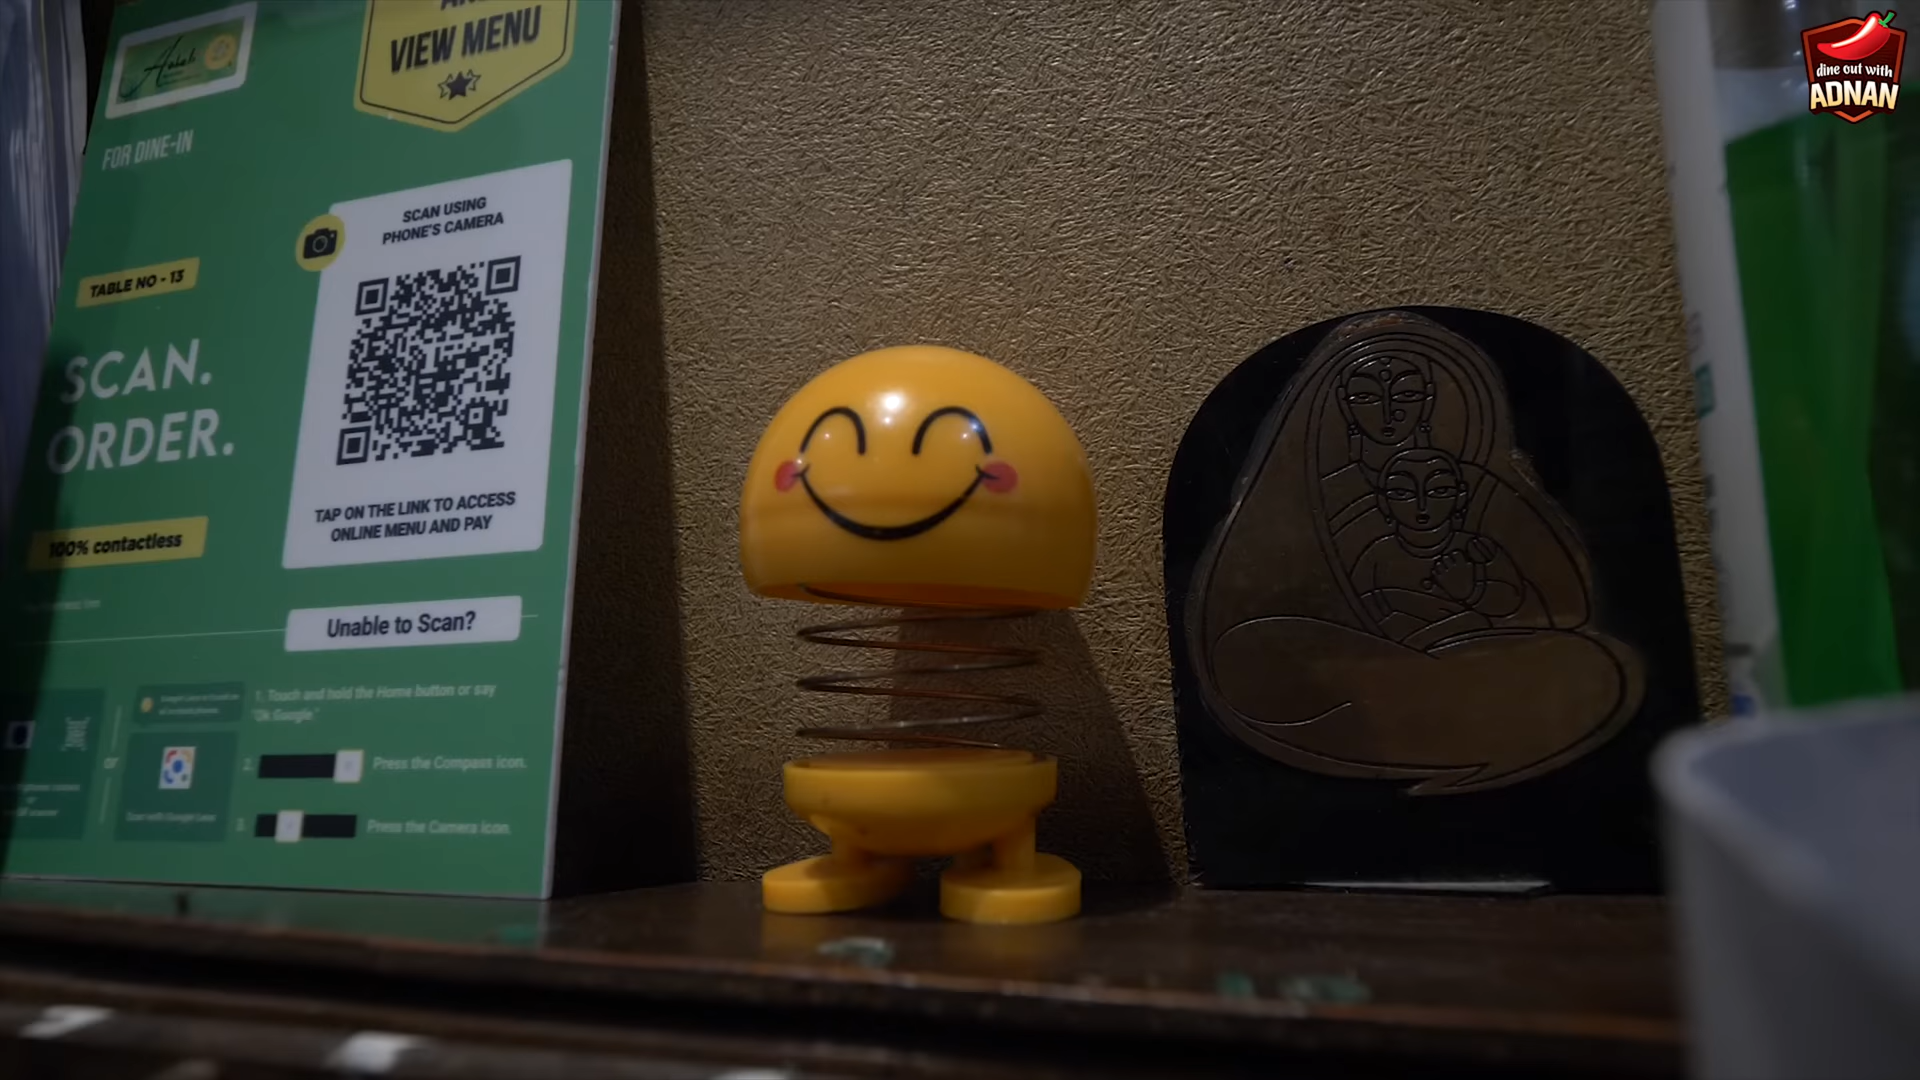 VIEW MENU
FOR DINE-IN
SCAN USING
PHONE'S CAMERA
TABLE NO - 13
SCAN.
ORDER.
TAP ON THE LINK TO ACCESS
ONLINE MENU AND PAY
100% contactless
Unable to Scan?
1. Touch and hold the Home button or say
"Ok Google."
or
2. Press the Compass icon.
3. Press the Camera Icon.
dine out with
ADNAN